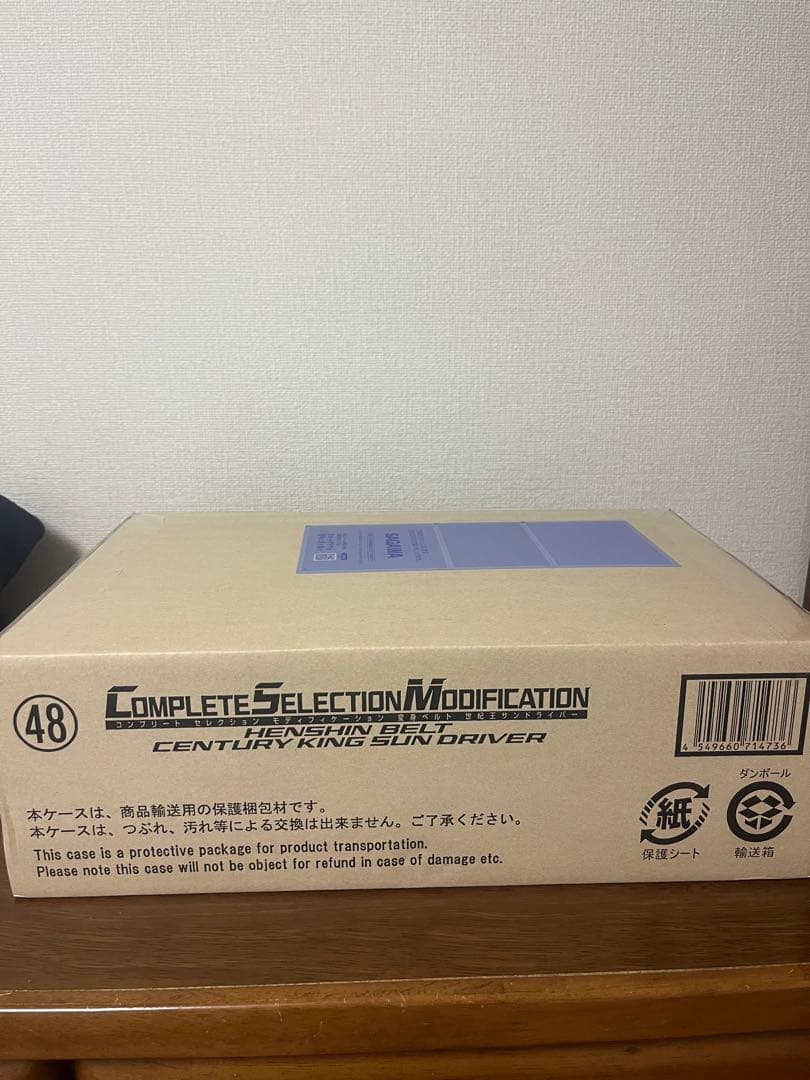 SAGAWA
48
COMPLETE SELECTION MODIFICATION
コンプリート セレクション モディフィケーション 変身ベルト 世紀王サンドライバー
HENSHIN BELT
CENTURY KING SUN DRIVER
4 549660 714736
本ケースは、商品輸送用の保護梱包材です。
本ケースは、つぶれ、汚れ等による交換は出来ません。ご了承ください。
This case is a protective package for product transportation.
Please note this case will not be object for refund in case of damage etc.
紙
保護シート
ダンボール
輸送箱